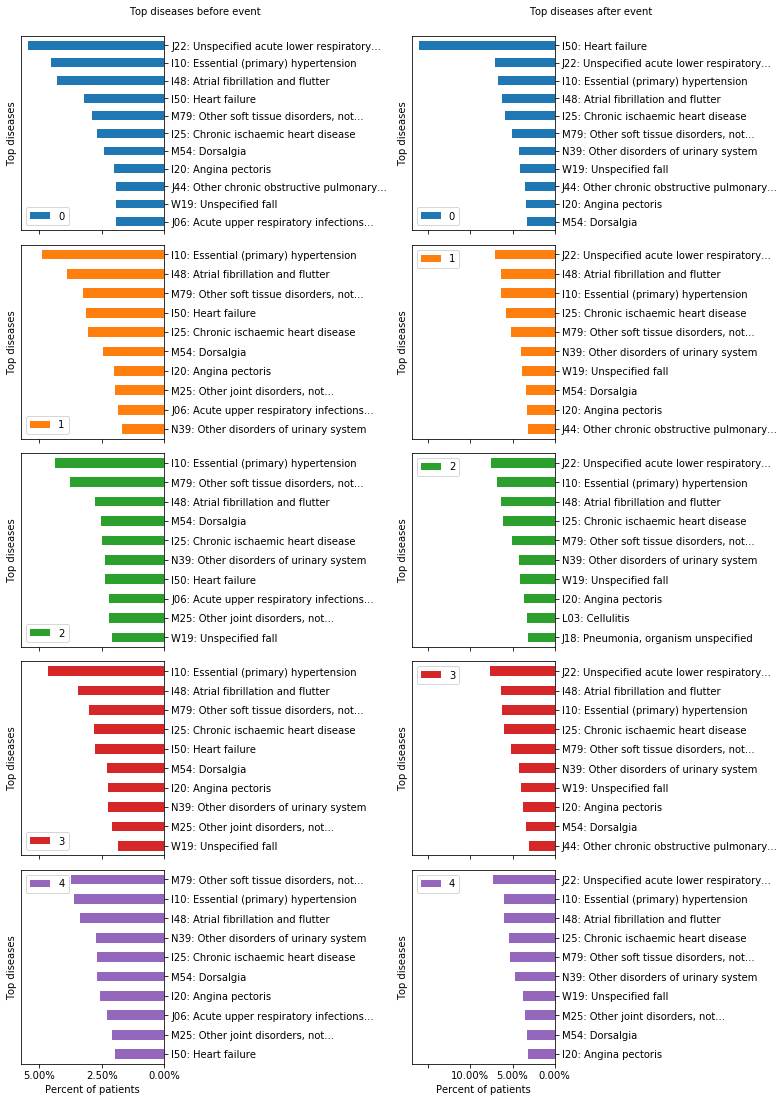 Top diseases before event
Top diseases
J22: Unspecified acute lower respiratory...
I10: Essential (primary) hypertension
I48: Atrial fibrillation and flutter
I50: Heart failure
M79: Other soft tissue disorders, not...
I25: Chronic ischaemic heart disease
M54: Dorsalgia
I20: Angina pectoris
J44: Other chronic obstructive pulmonary...
W19: Unspecified fall
J06: Acute upper respiratory infections...
0
Top diseases
I10: Essential (primary) hypertension
I48: Atrial fibrillation and flutter
M79: Other soft tissue disorders, not...
I50: Heart failure
I25: Chronic ischaemic heart disease
M54: Dorsalgia
I20: Angina pectoris
M25: Other joint disorders, not...
J06: Acute upper respiratory infections...
N39: Other disorders of urinary system
1
Top diseases
I10: Essential (primary) hypertension
M79: Other soft tissue disorders, not...
I48: Atrial fibrillation and flutter
M54: Dorsalgia
I25: Chronic ischaemic heart disease
N39: Other disorders of urinary system
I50: Heart failure
J06: Acute upper respiratory infections...
M25: Other joint disorders, not...
W19: Unspecified fall
2
Top diseases
I10: Essential (primary) hypertension
I48: Atrial fibrillation and flutter
M79: Other soft tissue disorders, not...
I25: Chronic ischaemic heart disease
I50: Heart failure
M54: Dorsalgia
I20: Angina pectoris
N39: Other disorders of urinary system
M25: Other joint disorders, not...
W19: Unspecified fall
3
Top diseases
4
M79: Other soft tissue disorders, not...
I10: Essential (primary) hypertension
I48: Atrial fibrillation and flutter
N39: Other disorders of urinary system
I25: Chronic ischaemic heart disease
M54: Dorsalgia
I20: Angina pectoris
J06: Acute upper respiratory infections...
M25: Other joint disorders, not...
I50: Heart failure
5.00% 2.50% 0.00%
Percent of patients
Top diseases after event
Top diseases
I50: Heart failure
J22: Unspecified acute lower respiratory...
I10: Essential (primary) hypertension
I48: Atrial fibrillation and flutter
I25: Chronic ischaemic heart disease
M79: Other soft tissue disorders, not...
N39: Other disorders of urinary system
W19: Unspecified fall
J44: Other chronic obstructive pulmonary...
I20: Angina pectoris
M54: Dorsalgia
0
Top diseases
1
J22: Unspecified acute lower respiratory...
I48: Atrial fibrillation and flutter
I10: Essential (primary) hypertension
I25: Chronic ischaemic heart disease
M79: Other soft tissue disorders, not...
N39: Other disorders of urinary system
W19: Unspecified fall
M54: Dorsalgia
I20: Angina pectoris
J44: Other chronic obstructive pulmonary...
Top diseases
2
J22: Unspecified acute lower respiratory...
I10: Essential (primary) hypertension
I48: Atrial fibrillation and flutter
I25: Chronic ischaemic heart disease
M79: Other soft tissue disorders, not...
N39: Other disorders of urinary system
W19: Unspecified fall
I20: Angina pectoris
L03: Cellulitis
J18: Pneumonia, organism unspecified
Top diseases
3
J22: Unspecified acute lower respiratory...
I48: Atrial fibrillation and flutter
I10: Essential (primary) hypertension
I25: Chronic ischaemic heart disease
M79: Other soft tissue disorders, not...
N39: Other disorders of urinary system
W19: Unspecified fall
I20: Angina pectoris
M54: Dorsalgia
J44: Other chronic obstructive pulmonary...
Top diseases
4
J22: Unspecified acute lower respiratory...
I10: Essential (primary) hypertension
I48: Atrial fibrillation and flutter
I25: Chronic ischaemic heart disease
M79: Other soft tissue disorders, not...
N39: Other disorders of urinary system
W19: Unspecified fall
M25: Other joint disorders, not...
M54: Dorsalgia
I20: Angina pectoris
10.00% 5.00% 0.00%
Percent of patients